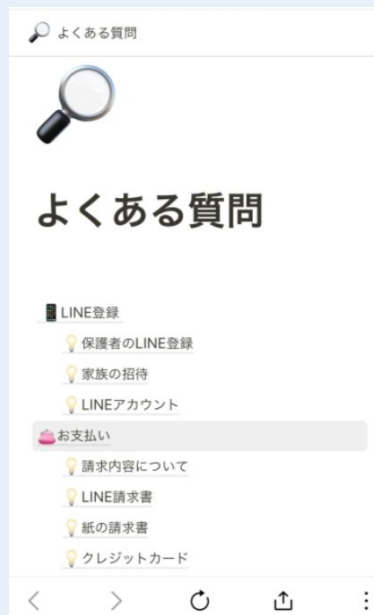 よくある質問
よくある質問
LINE登録
保護者のLINE登録
家族の招待
LINEアカウント
お支払い
請求内容について
LINE請求書
紙の請求書
クレジットカード